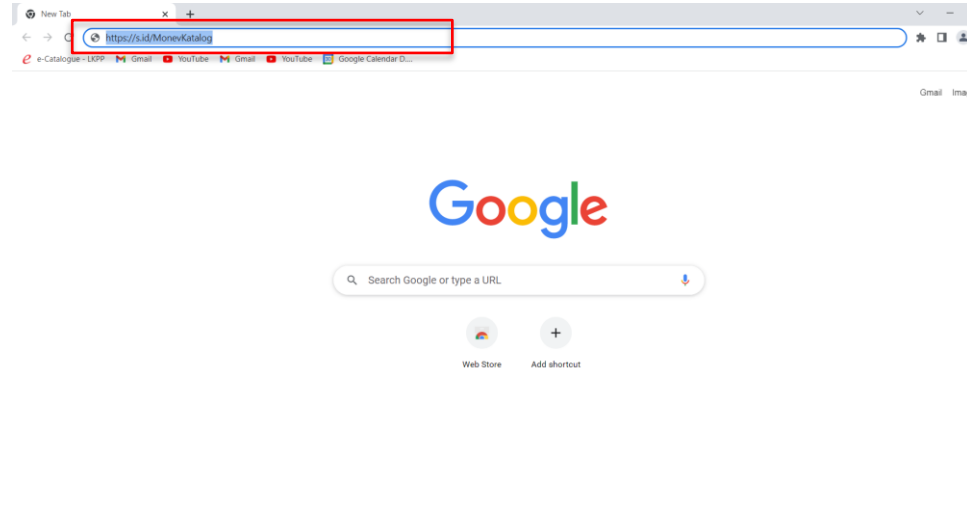 New Tab
https://s.id/MonevKatalog
e-Catalogue - LKPP Gmail YouTube Gmail YouTube Google Calendar D...
Gmail
Google
Search Google or type a URL
Web Store Add shortcut